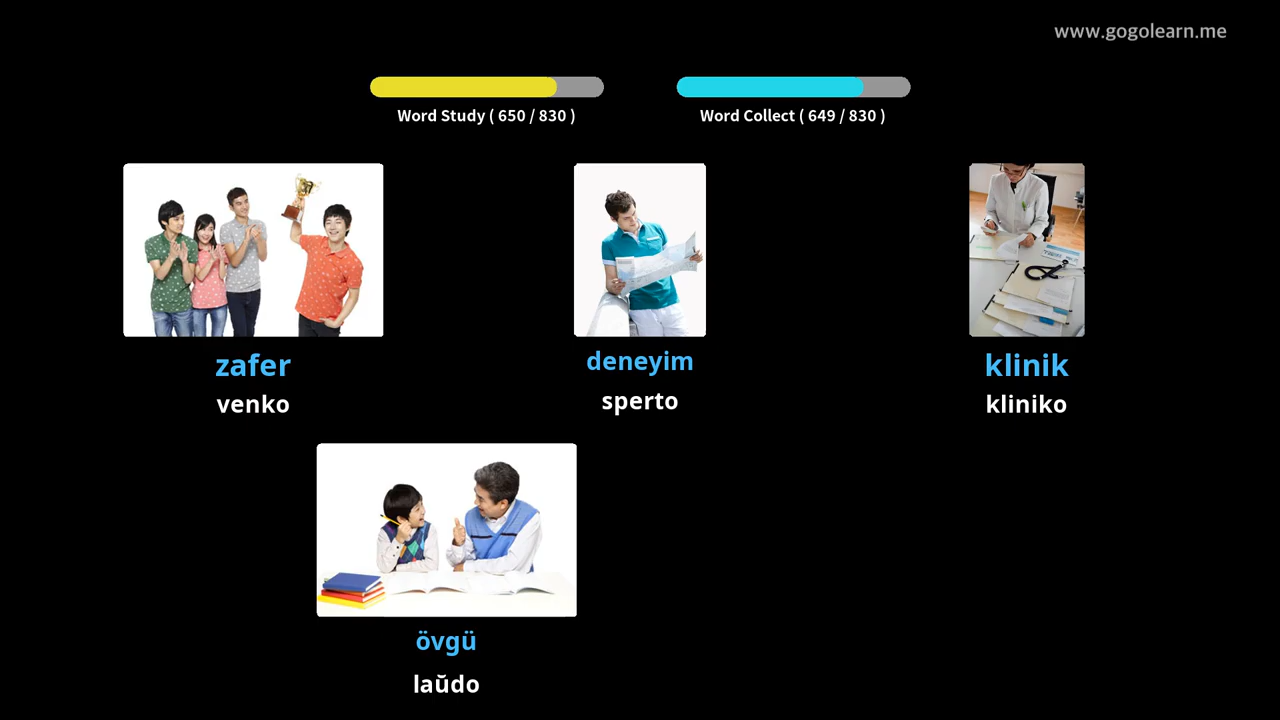 www.gogolearn.me
Word Study ( 650 / 830 )
Word Collect ( 649 / 830 )
zafer
venko
deneyim
sperto
klinik
kliniko
övgü
laŭdo